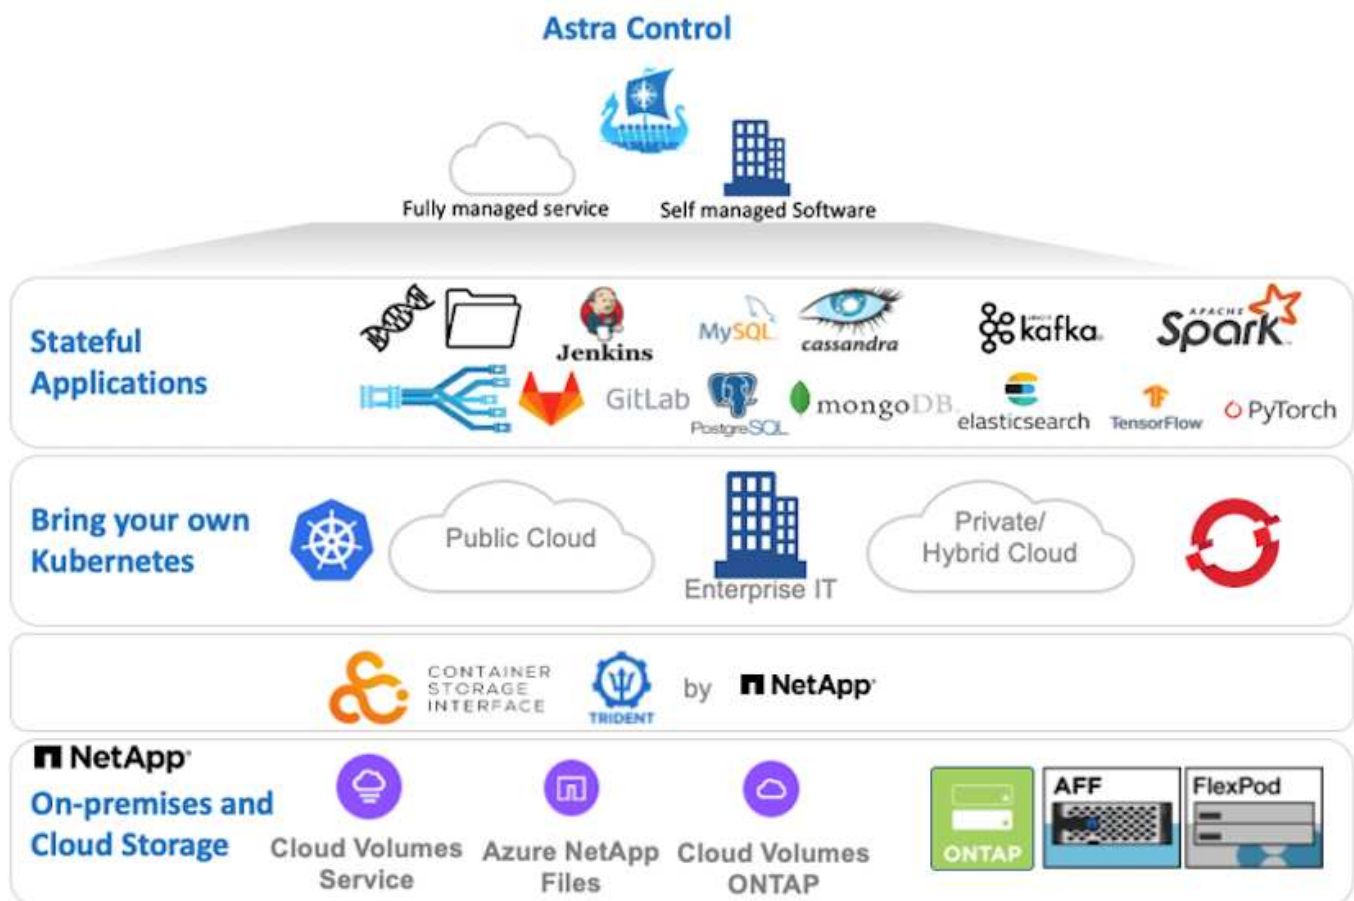 Astra Control
Fully managed service
Self managed Software
Stateful
Applications
Jenkins
MySQL
cassandra
kafka
APACHE
Spark
GitLab
PostgreSQL
mongoDB
elasticsearch
TensorFlow
PyTorch
Bring your own
Kubernetes
Public Cloud
Enterprise IT
Private/
Hybrid Cloud
CONTAINER
STORAGE
INTERFACE
TRIDENT
by
NetApp
NetApp
On-premises and
Cloud Storage
Cloud Volumes
Service
Azure NetApp
Files
Cloud Volumes
ONTAP
ONTAP
AFF
FlexPod